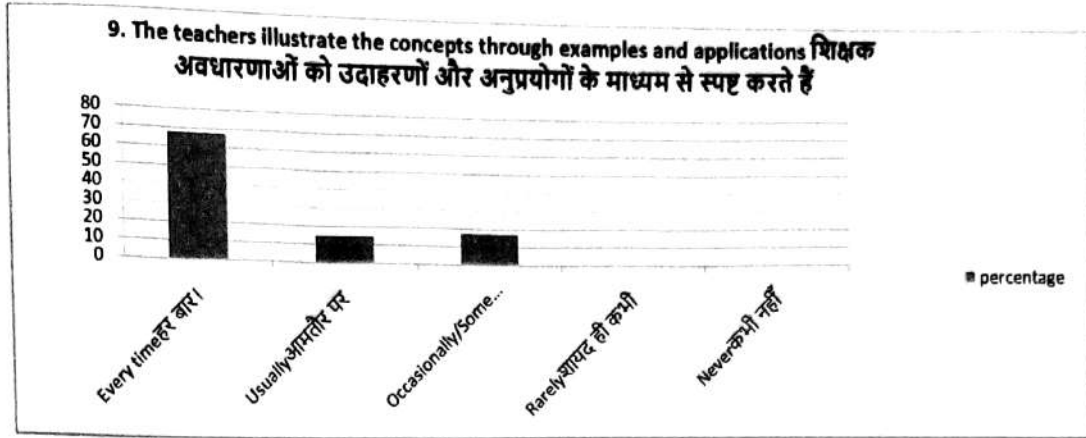 9. The teachers illustrate the concepts through examples and applications शिक्षक
अवधारणाओं को उदाहरणों और अनुप्रयोगों के माध्यम से स्पष्ट करते हैं
80
70
60
50
40
30
20
10
0
Every timeहर बार।
Usuallyआमतौर पर
Occasionally/Some...
Rarelyशायद ही कभी
Neverकभी नहीं
percentage